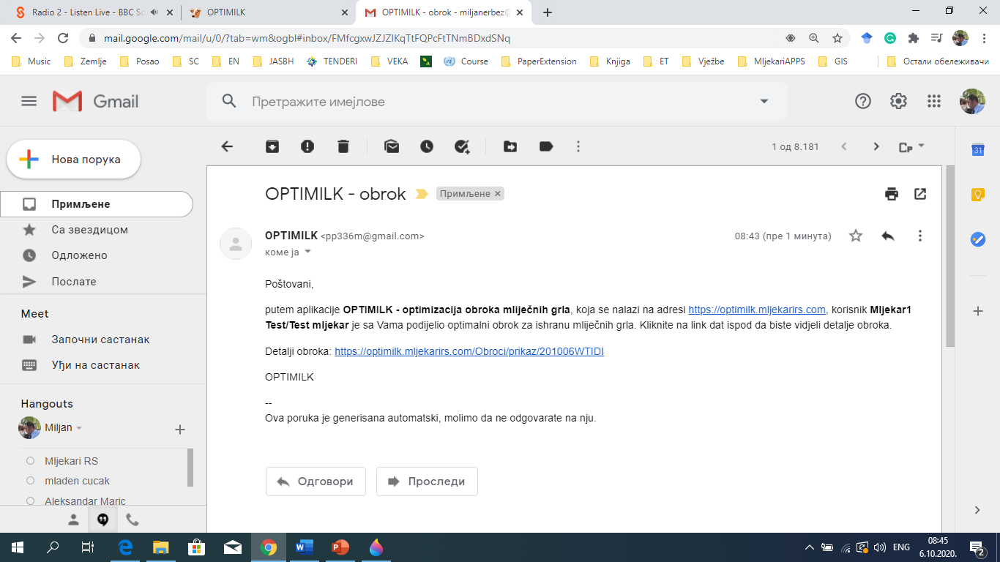 Radio 2 - Listen Live - BBC So
OPTIMILK
OPTIMILK - obrok - miljanerbez@
mail.google.com/mail/u/0/?tab=wm&ogbl#inbox/FMfcgxwJZJZlKqTtFQPcFtTNmBDxdSNq
Music
Zemlje
Posao
SC
EN
JASBH
TENDERI
VEKA
Course
PaperExtension
Knjiga
ET
Vježbe
MljekariAPPS
GIS
Остали обележивачи
Gmail
Претражите имејлове
Нова порука
1 од 8.181
Ср
31
Примљене
Са звездицом
Одложено
Послате
Meet
Започни састанак
Уђи на састанак
Hangouts
Miljan
Mljekari RS
mladen cucak
Aleksandar Maric
OPTIMILK - obrok
Примљене
OPTIMILK <pp336m@gmail.com>
08:43 (пре 1 минута)
коме ја
Poštovani,
putem aplikacije OPTIMILK - optimizacija obroka mliječnih grla, koja se nalazi na adresi https://optimilk.mljekarirs.com, korisnik Mljekar1
Test/Test mljekar je sa Vama podijelio optimalni obrok za ishranu mliječnih grla. Kliknite na link dat ispod da biste vidjeli detalje obroka.
Detalji obroka: https://optimilk.mljekarirs.com/Obroci/prikaz/201006WTIDI
OPTIMILK
--
Ova poruka je generisana automatski, molimo da ne odgovarate na nju.
Одговори
Проследи
ENG
08:45
6.10.2020.
2